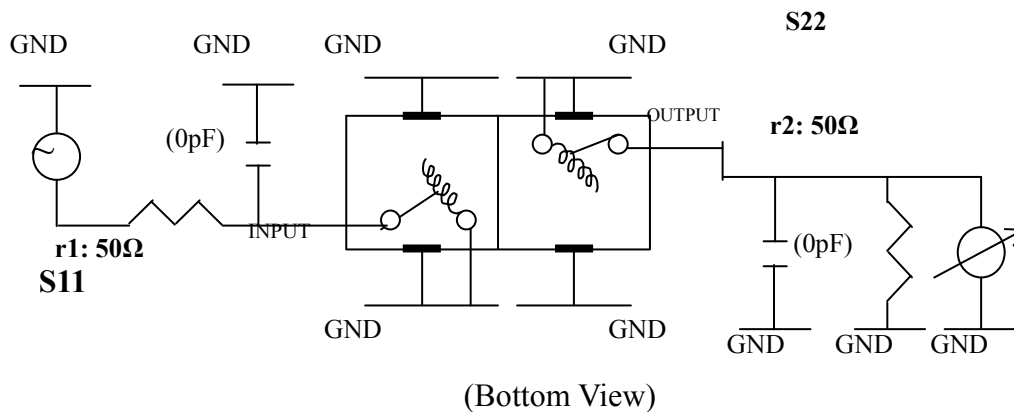 S22
GND GND GND GND
OUTPUT
(0pF)
r2: 50Ω
INPUT
r1: 50Ω
(0pF)
S11
GND GND
GND GND GND
(Bottom View)